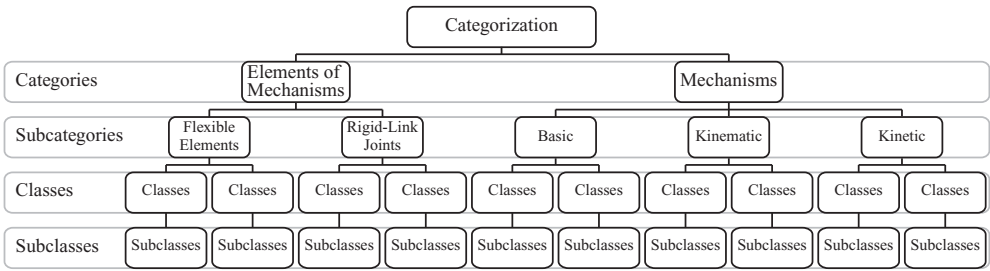 Categorization
Categories
Elements of
Mechanisms
Mechanisms
Subcategories
Flexible
Elements
Rigid-Link
Joints
Basic
Kinematic
Kinetic
Classes
Classes
Classes
Classes
Classes
Classes
Classes
Classes
Classes
Classes
Classes
Subclasses
Subclasses
Subclasses
Subclasses
Subclasses
Subclasses
Subclasses
Subclasses
Subclasses
Subclasses
Subclasses